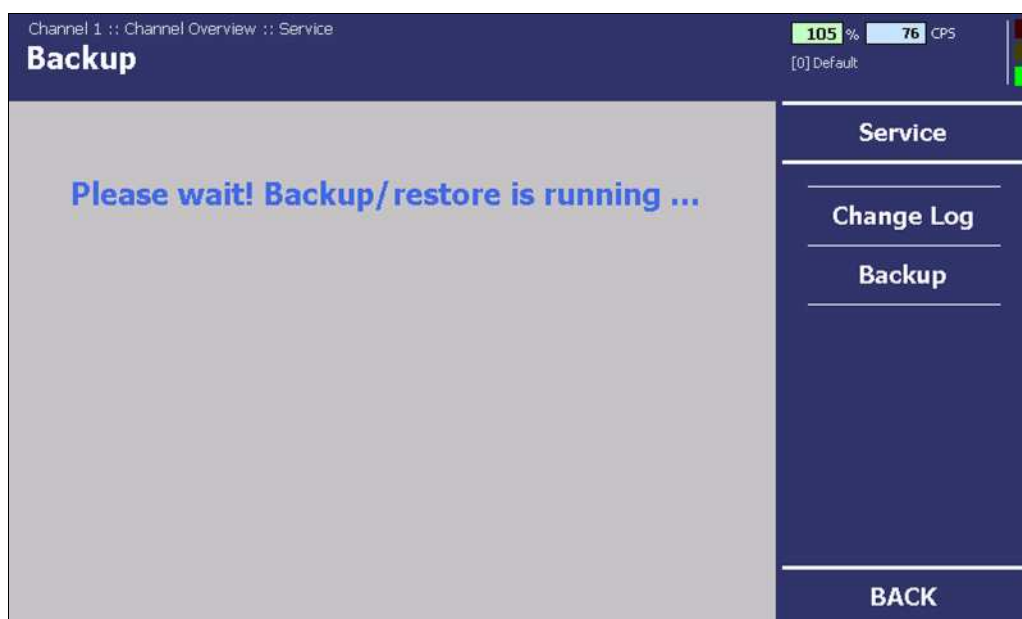 Channel 1 :: Channel Overview :: Service
Backup
105 % 76 CPS
[0] Default
Please wait! Backup/restore is running ...
Service
Change Log
Backup
BACK